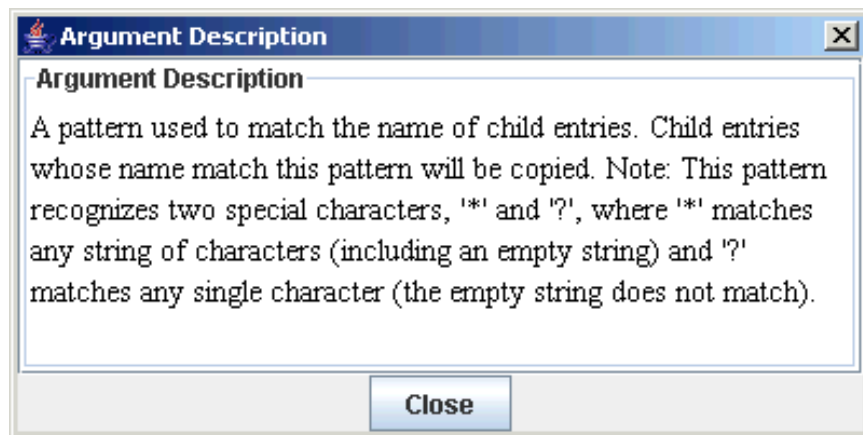 Argument Description
Argument Description
A pattern used to match the name of child entries. Child entries
whose name match this pattern will be copied. Note: This pattern
recognizes two special characters, '*' and '?', where '*' matches
any string of characters (including an empty string) and '?'
matches any single character (the empty string does not match).
Close